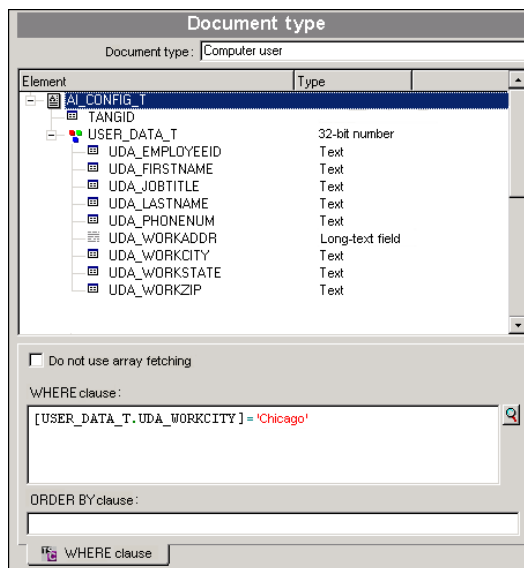 Document type
Document type: Computer user
Element Type
AI_CONFIG_T
TANGID
USER_DATA_T 32-bit number
UDA_EMPLOYEEID Text
UDA_FIRSTNAME Text
UDA_JOBTITLE Text
UDA_LASTNAME Text
UDA_PHONENUM Text
UDA_WORKADDR Long-text field
UDA_WORKCITY Text
UDA_WORKSTATE Text
UDA_WORKZIP Text
Do not use array fetching
WHERE clause:
[USER_DATA_T.UDA_WORKCITY]='Chicago'
ORDER BY clause:
WHERE clause